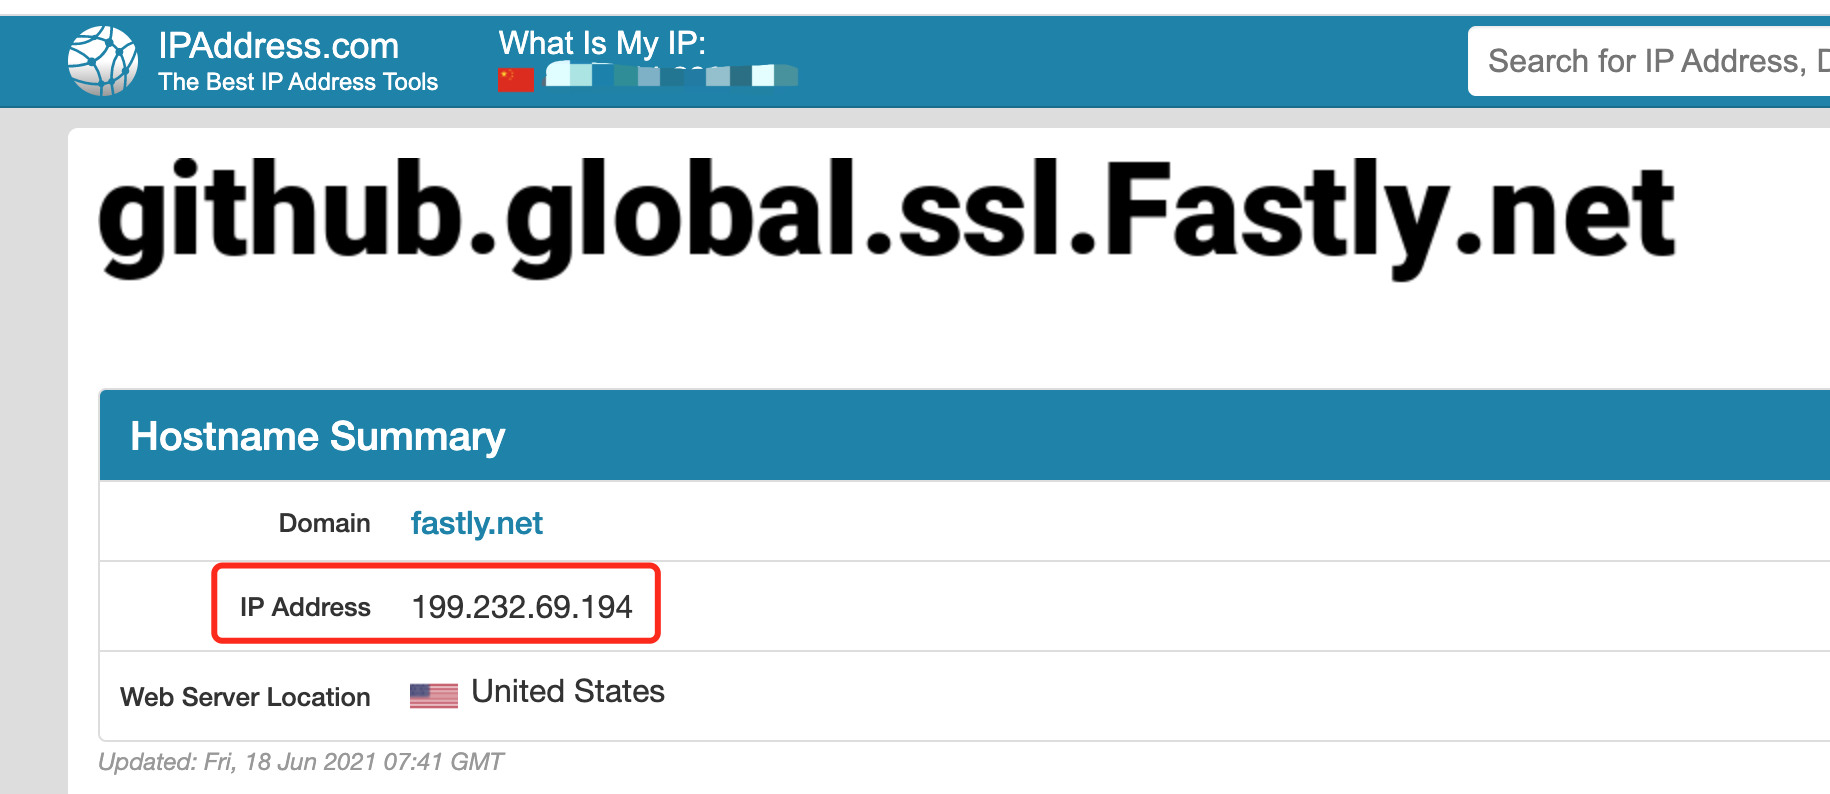 IPAddress.com
The Best IP Address Tools
What Is My IP:
Search for IP Address,
github.global.ssl.Fastly.net
Hostname Summary
Domain fastly.net
IP Address 199.232.69.194
Web Server Location United States
Updated: Fri, 18 Jun 2021 07:41 GMT